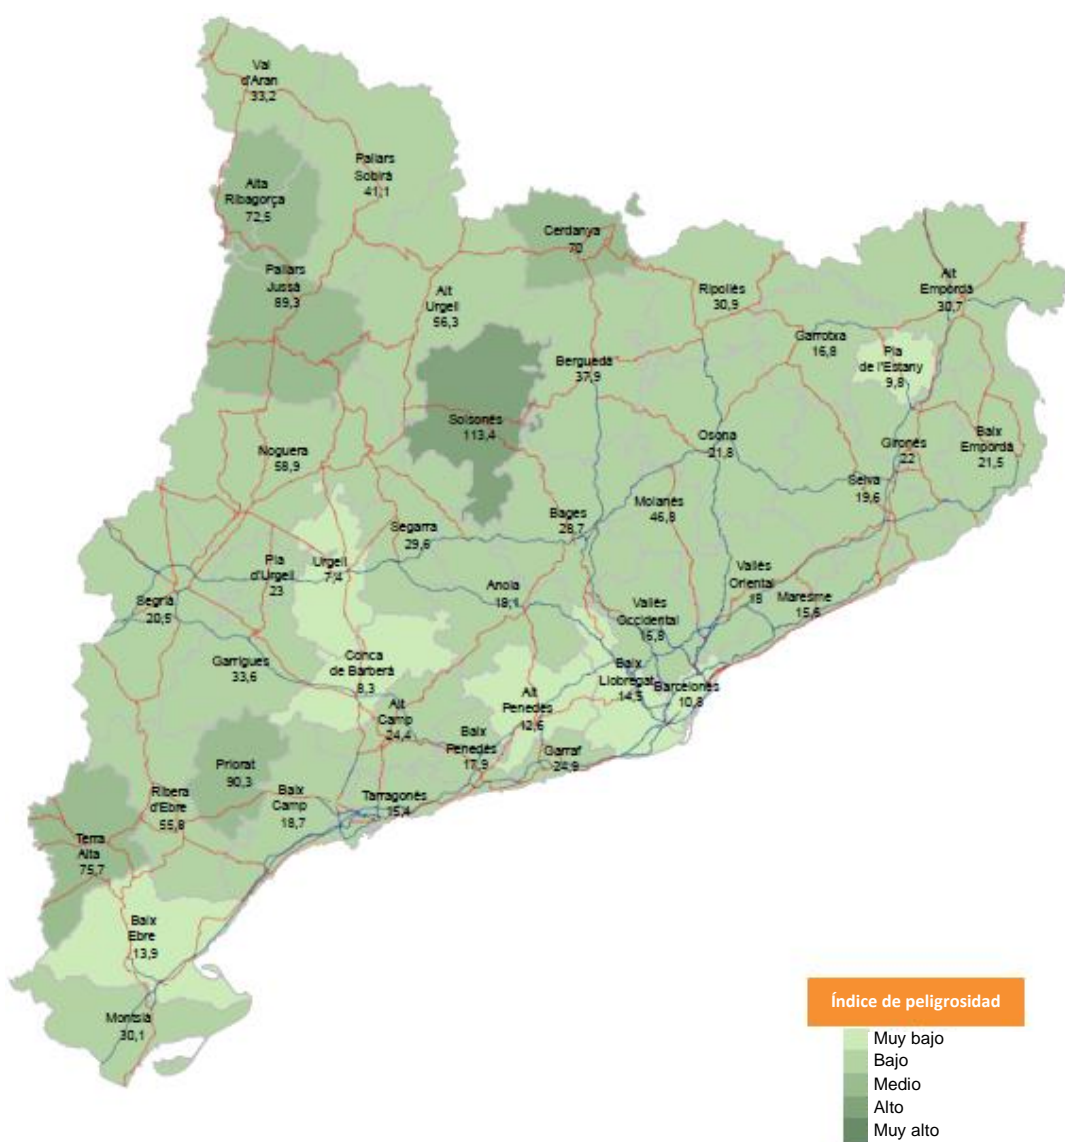 Val
d'Aran
33,2
Pallars
Sobirà
41,1
Alta
Ribagorça
72,5
Cerdanya
70
Pallars
Jussà
89,3
Alt
Urgell
56,3
Ripollès
30,9
Alt
Empordà
30,7
Garrotxa
16,8
Pla
de l'Estany
9,8
Berguedà
37,9
Solsonès
113,4
Osona
21,8
Gironès
22
Baix
Empordà
21,5
Noguera
58,9
Selva
19,6
Moianès
46,8
Bages
28,7
Segarra
29,6
Pla
d'Urgell
23
Urgell
7,4
Anoia
18,1
Vallès
Oriental
18
Maresme
15,6
Segrià
20,5
Vallès
Occidental
16,8
Garrigues
33,6
Conca
de Barberà
8,3
Baix
Llobregat
14,5
Barcelonès
10,8
Alt
Penedès
12,6
Alt
Camp
24,4
Baix
Penedès
17,9
Garraf
24,9
Priorat
90,3
Ribera
d'Ebre
55,8
Baix
Camp
18,7
Tarragonès
15,4
Terra
Alta
75,7
Baix
Ebre
13,9
Montsià
30,1
Índice de peligrosidad
Muy bajo
Bajo
Medio
Alto
Muy alto